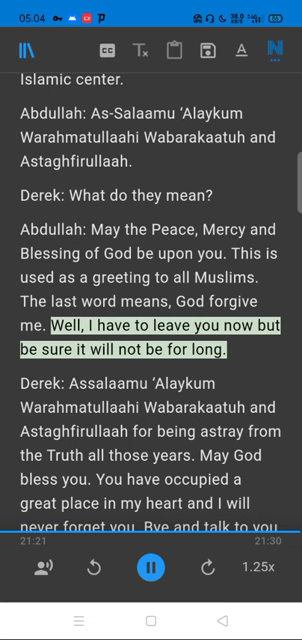 05.04
Islamic center.
Abdullah: As-Salaamu ‘Alaykum
Warahmatullaahi Wabarakaatuh and
Astaghfirullaah.
Derek: What do they mean?
Abdullah: May the Peace, Mercy and
Blessing of God be upon you. This is
used as a greeting to all Muslims.
The last word means, God forgive
me. Well, I have to leave you now but
be sure it will not be for long.
Derek: Assalaamu ‘Alaykum
Warahmatullaahi Wabarakaatuh and
Astaghfirullaah for being astray from
the Truth all those years. May God
bless you. You have occupied a
great place in my heart and I will
never forget you. Bye and talk to you
21:21 21:30
1.25x